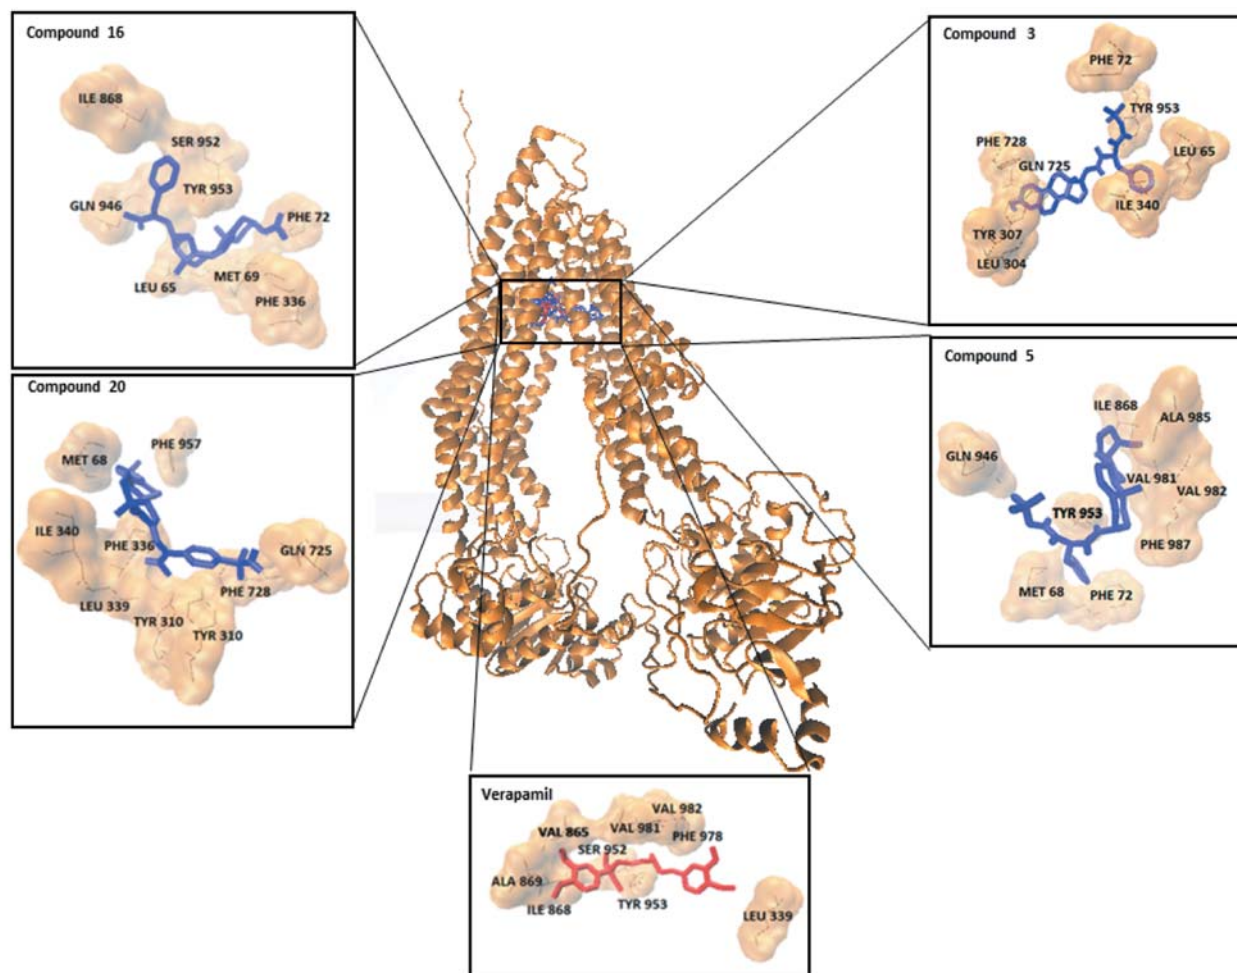 Compound 16
ILE 868
SER 952
TYR 953
GLN 946
PHE 72
LEU 65
MET 69
PHE 336
Compound 3
PHE 72
TYR 953
PHE 728
GLN 725
LEU 65
ILE 340
TYR 307
LEU 304
Compound 20
PHE 957
MET 68
ILE 340
PHE 336
GLN 725
PHE 728
LEU 339
TYR 310
TYR 310
Compound 5
ILE 868
ALA 985
GLN 946
VAL 981
VAL 982
TYR 953
PHE 987
MET 68
PHE 72
Verapamil
VAL 982
VAL 865
VAL 981
PHE 978
SER 952
ALA 869
ILE 868
TYR 953
LEU 339